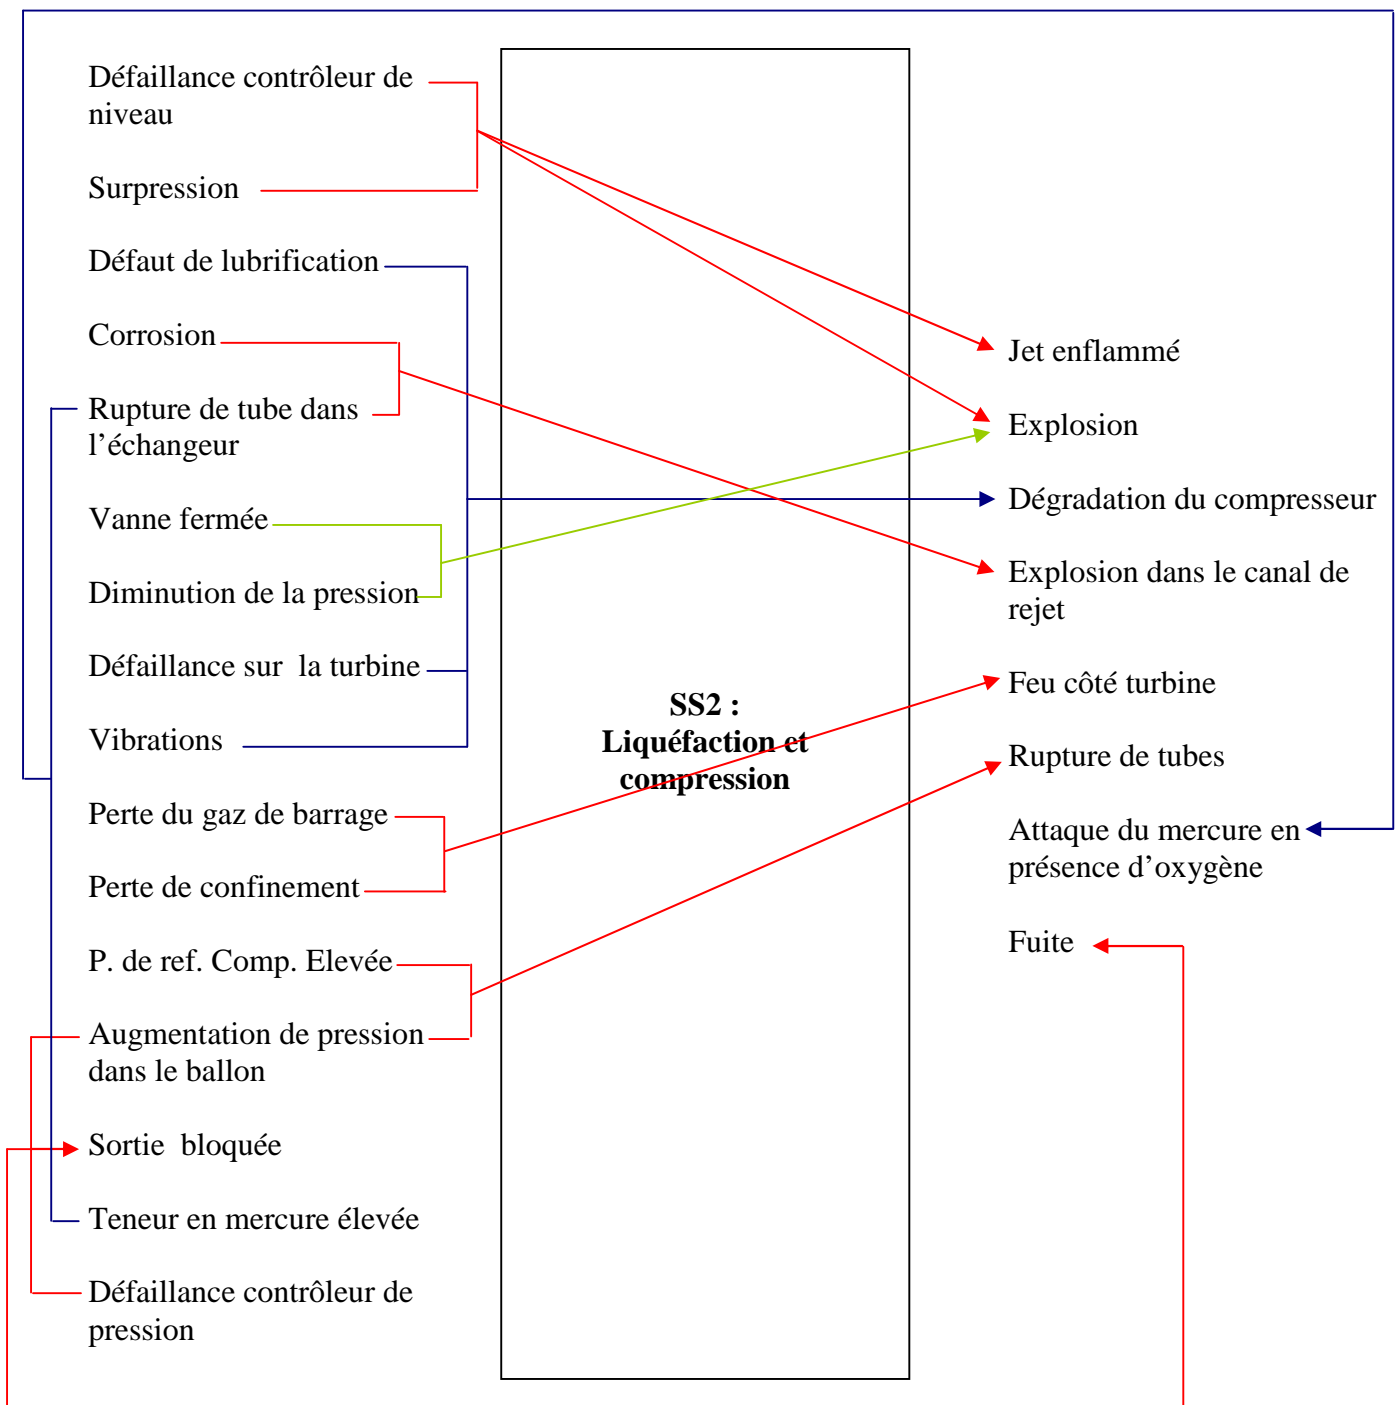 Défaillance contrôleur de
niveau
Surpression
Défaut de lubrification
Corrosion
Rupture de tube dans
l’échangeur
Vanne fermée
Diminution de la pression
Défaillance sur  la turbine
Vibrations
Perte du gaz de barrage
Perte de confinement
P. de ref. Comp. Elevée
Augmentation de pression
dans le ballon
Sortie  bloquée
Teneur en mercure élevée
Défaillance contrôleur de
pression
SS2 :
Liquéfaction et
compression
Jet enflammé
Explosion
Dégradation du compresseur
Explosion dans le canal de
rejet
Feu côté turbine
Rupture de tubes
Attaque du mercure en
présence d’oxygène
Fuite